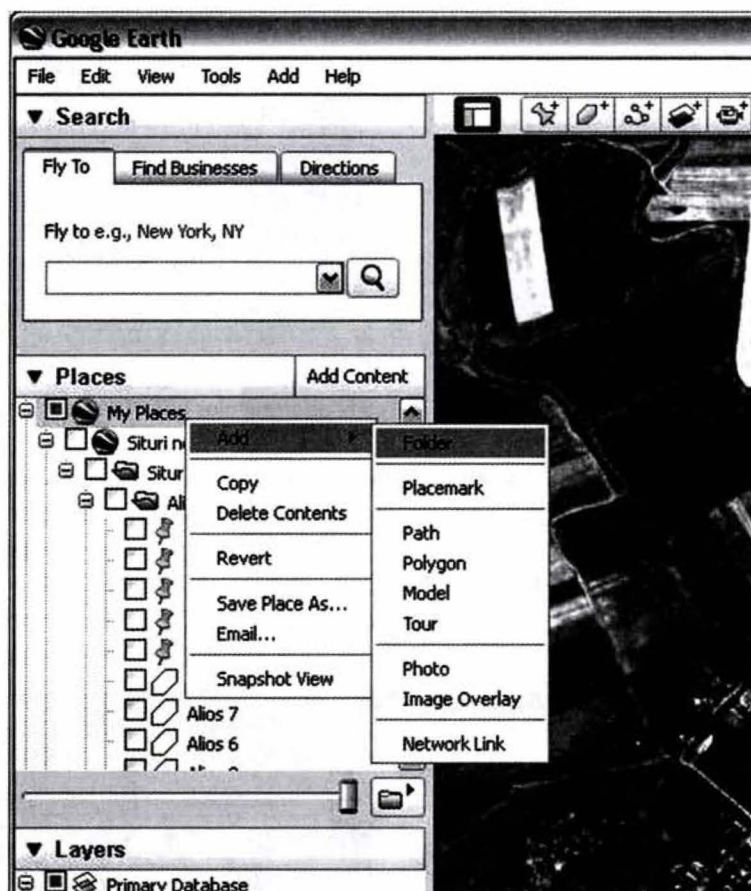 Google Earth
File Edit View Tools Add Help
Search
Fly To Find Businesses Directions
Fly to e.g., New York, NY
Places Add Content
My Places
Situri
Add
Folder
Situr
Copy
Placemark
Delete Contents
Path
Revert
Polygon
Model
Save Place As...
Tour
Email...
Photo
Snapshot View
Image Overlay
Alios 7
Alios 6
Network Link
Layers
Primary Database